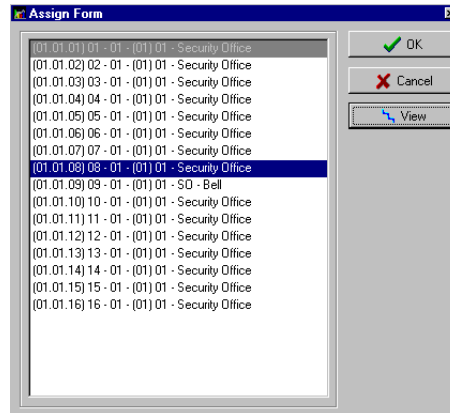 Assign Form
(01.01.01) 01 - 01 - (01) 01 - Security Office
(01.01.02) 02 - 01 - (01) 01 - Security Office
(01.01.03) 03 - 01 - (01) 01 - Security Office
(01.01.04) 04 - 01 - (01) 01 - Security Office
(01.01.05) 05 - 01 - (01) 01 - Security Office
(01.01.06) 06 - 01 - (01) 01 - Security Office
(01.01.07) 07 - 01 - (01) 01 - Security Office
(01.01.08) 08 - 01 - (01) 01 - Security Office
(01.01.09) 09 - 01 - (01) 01 - SO - Bell
(01.01.10) 10 - 01 - (01) 01 - Security Office
(01.01.11) 11 - 01 - (01) 01 - Security Office
(01.01.12) 12 - 01 - (01) 01 - Security Office
(01.01.13) 13 - 01 - (01) 01 - Security Office
(01.01.14) 14 - 01 - (01) 01 - Security Office
(01.01.15) 15 - 01 - (01) 01 - Security Office
(01.01.16) 16 - 01 - (01) 01 - Security Office
OK
Cancel
View